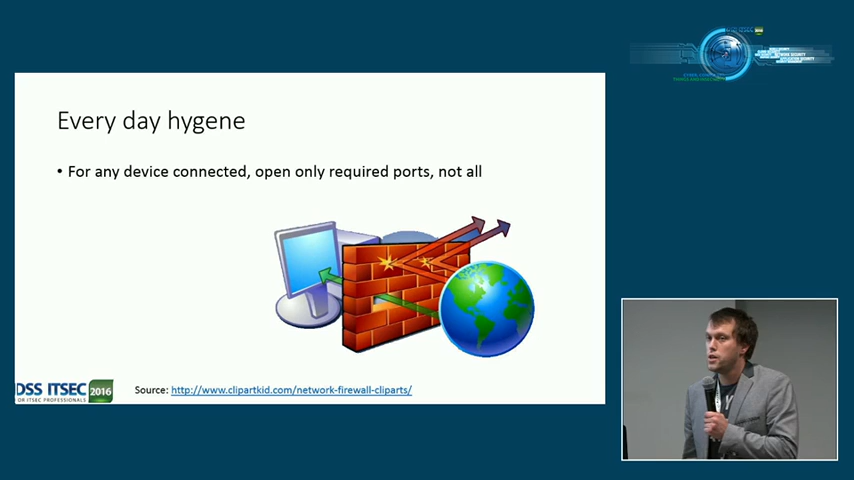 Every day hygene
• For any device connected, open only required ports, not all
DSS ITSEC 2016
OR ITSEC PROFESSIONALS
Source: http://www.clipartkid.com/network-firewall-cliparts/